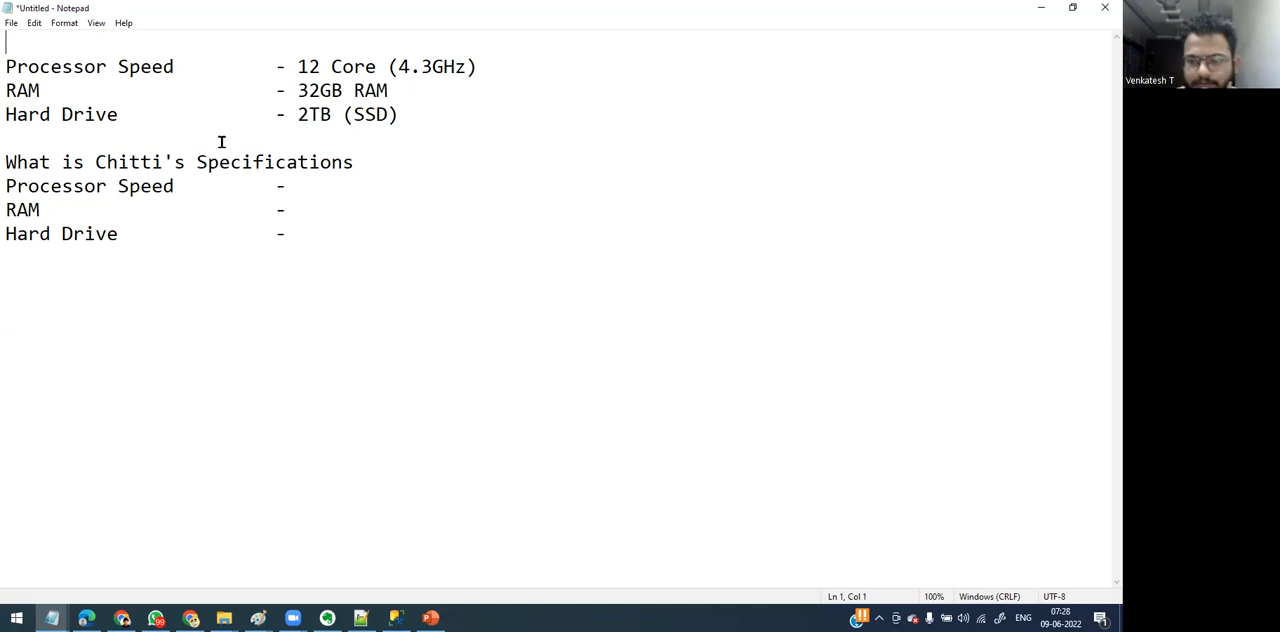 *Untitled - Notepad
File Edit Format View Help
Processor Speed - 12 Core (4.3GHz)
RAM - 32GB RAM
Hard Drive - 2TB (SSD)
What is Chitti's Specifications
Processor Speed -
RAM -
Hard Drive -
Venkatesh T
Ln 1, Col 1 100% Windows (CRLF) UTF-8
99
ENG
07:28
09-06-2022
1